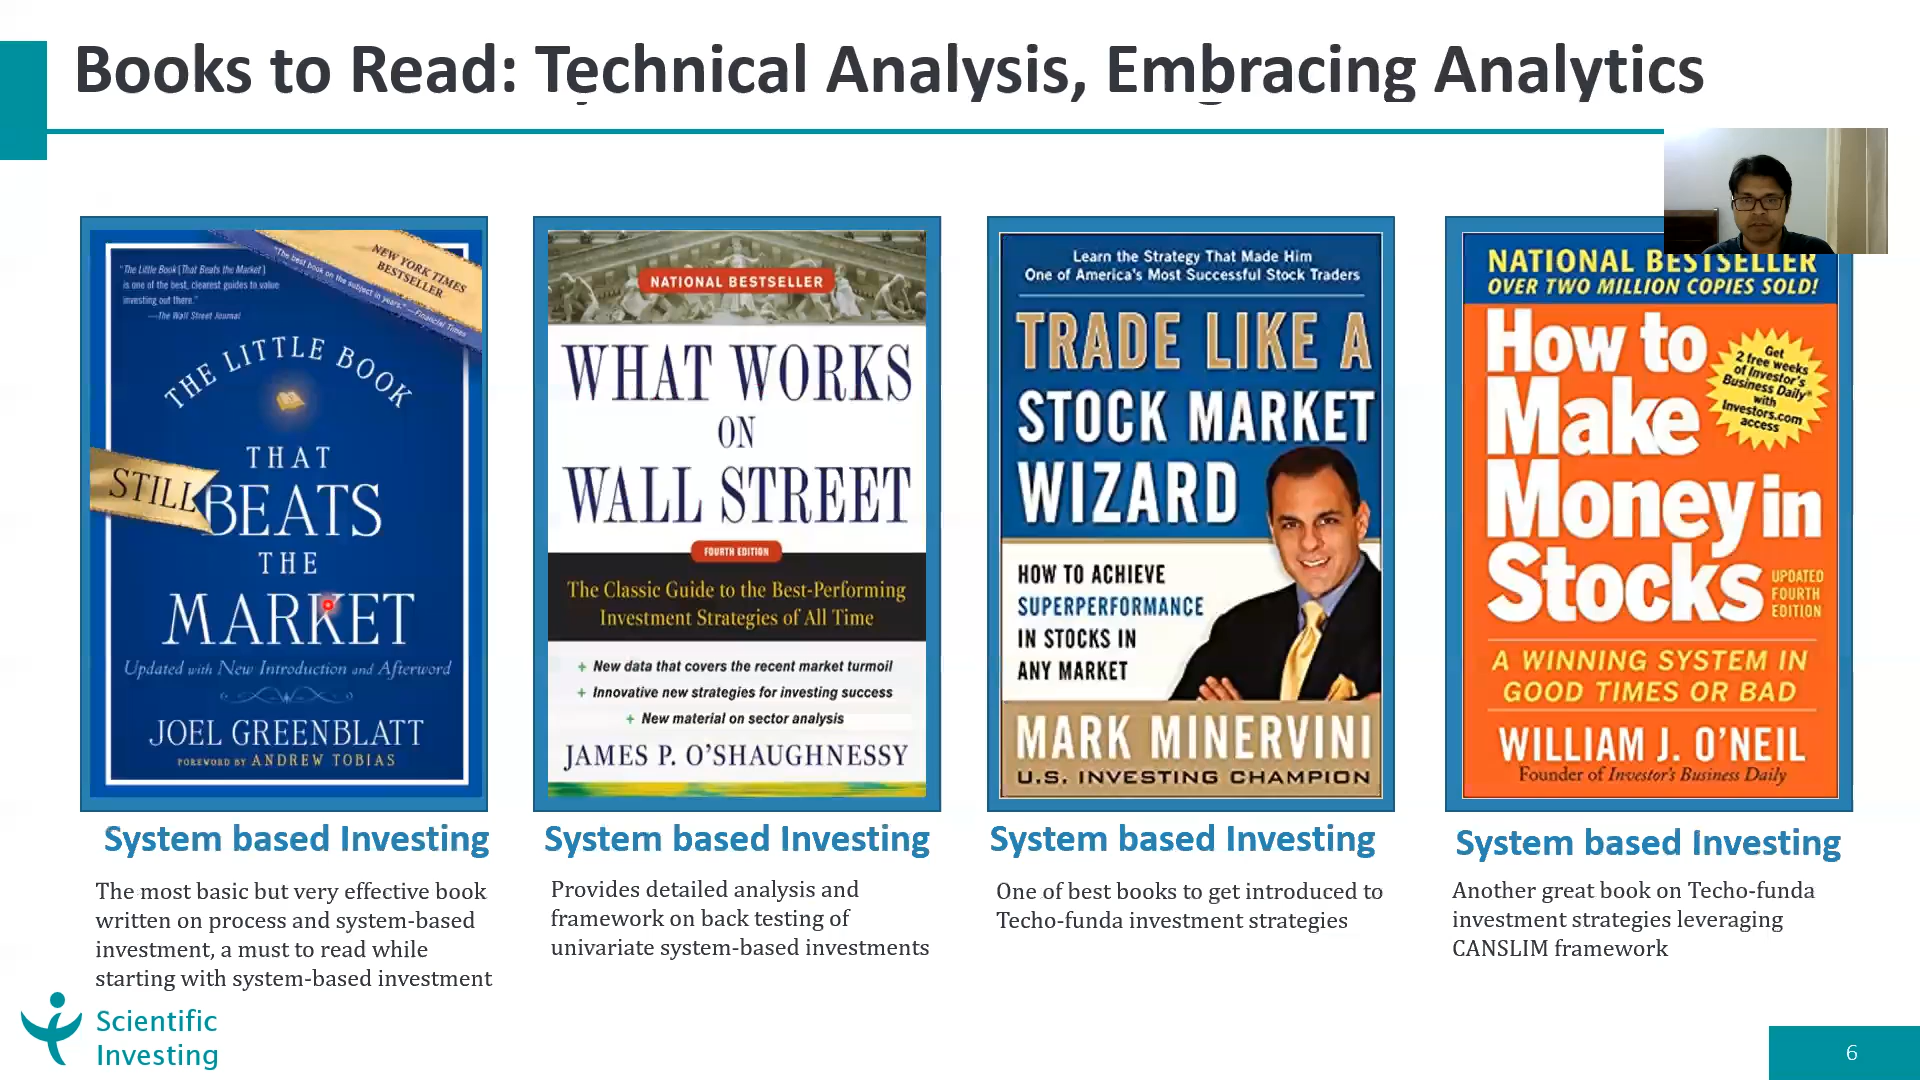 Books to Read: Technical Analysis, Embracing Analytics
"The Little Book [That Beats the Market]
is one of the best, clearest guides to value
investing out there."
—The Wall Street Journal
"The best book on the subject in years." —Financial Times
NEW YORK TIMES
BESTSELLER
THE LITTLE BOOK
THAT
STILL
BEATS
THE
MARKET
Updated with New Introduction and Afterword
JOEL GREENBLATT
FOREWORD BY ANDREW TOBIAS
System based Investing
The most basic but very effective book
written on process and system-based
investment, a must to read while
starting with system-based investment
NATIONAL BESTSELLER
WHAT WORKS
ON
WALL STREET
FOURTH EDITION
The Classic Guide to the Best-Performing
Investment Strategies of All Time
+ New data that covers the recent market turmoil
+ Innovative new strategies for investing success
+ New material on sector analysis
JAMES P. O'SHAUGHNESSY
System based Investing
Provides detailed analysis and
framework on back testing of
univariate system-based investments
Learn the Strategy That Made Him
One of America's Most Successful Stock Traders
TRADE LIKE A
STOCK MARKET
WIZARD
HOW TO ACHIEVE
SUPERPERFORMANCE
IN STOCKS IN
ANY MARKET
MARK MINERVINI
U.S. INVESTING CHAMPION
System based Investing
One of best books to get introduced to
Techo-funda investment strategies
NATIONAL BESTSELLER
OVER TWO MILLION COPIES SOLD!
How to
Make
Money in
Stocks
Get
2 free weeks
of Investor's
Business Daily®
with
Investors.com
access
UPDATED
FOURTH
EDITION
A WINNING SYSTEM IN
GOOD TIMES OR BAD
WILLIAM J. O'NEIL
Founder of Investor's Business Daily
System based Investing
Another great book on Techo-funda
investment strategies leveraging
CANSLIM framework
Scientific
Investing
6